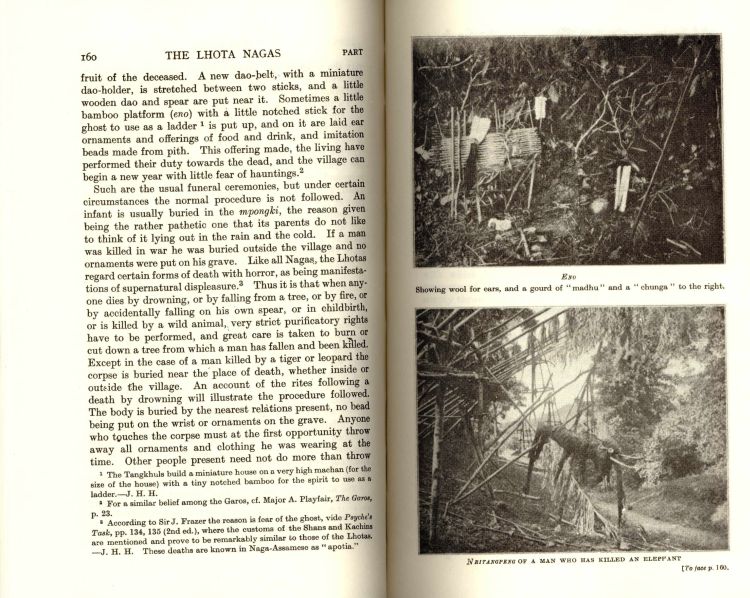 160 THE LHOTA NAGAS PART
fruit of the deceased. A new dao-belt, with a miniature
dao-holder, is stretched between two sticks, and a little
wooden dao and spear are put near it. Sometimes a little
bamboo platform (eno) with a little notched stick for the
ghost to use as a ladder ¹ is put up, and on it are laid ear
ornaments and offerings of food and drink, and imitation
beads made from pith. This offering made, the living have
performed their duty towards the dead, and the village can
begin a new year with little fear of hauntings.²
Such are the usual funeral ceremonies, but under certain
circumstances the normal procedure is not followed. An
infant is usually buried in the mpongki, the reason given
being the rather pathetic one that its parents do not like
to think of it lying out in the rain and the cold. If a man
was killed in war he was buried outside the village and no
ornaments were put on his grave. Like all Nagas, the Lhotas
regard certain forms of death with horror, as being manifesta-
tions of supernatural displeasure.³ Thus it is that when any-
one dies by drowning, or by falling from a tree, or by fire, or
by accidentally falling on his own spear, or in childbirth,
or is killed by a wild animal, very strict purificatory rights
have to be performed, and great care is taken to burn or
cut down a tree from which a man has fallen and been killed.
Except in the case of a man killed by a tiger or leopard the
corpse is buried near the place of death, whether inside or
outside the village. An account of the rites following a
death by drowning will illustrate the procedure followed.
The body is buried by the nearest relations present, no bead
being put on the wrist or ornaments on the grave. Anyone
who touches the corpse must at the first opportunity throw
away all ornaments and clothing he was wearing at the
time. Other people present need not do more than throw
¹ The Tangkhuls build a miniature house on a very high machan (for the
size of the house) with a tiny notched bamboo for the spirit to use as a
ladder.—J. H. H.
² For a similar belief among the Garos, cf. Major A. Playfair, The Garos,
p. 23.
³ According to Sir J. Frazer the reason is fear of the ghost, vide Psyche's
Task, pp. 134, 135 (2nd ed.), where the customs of the Shans and Kachins
are mentioned and prove to be remarkably similar to those of the Lhotas.
—J. H. H. These deaths are known in Naga-Assamese as "apotia."
ENO
Showing wool for ears, and a gourd of "madhu" and a "chunga" to the right.
OF A MAN WHO HAS KILLED AN ELEPHANT
[To face p. 160.